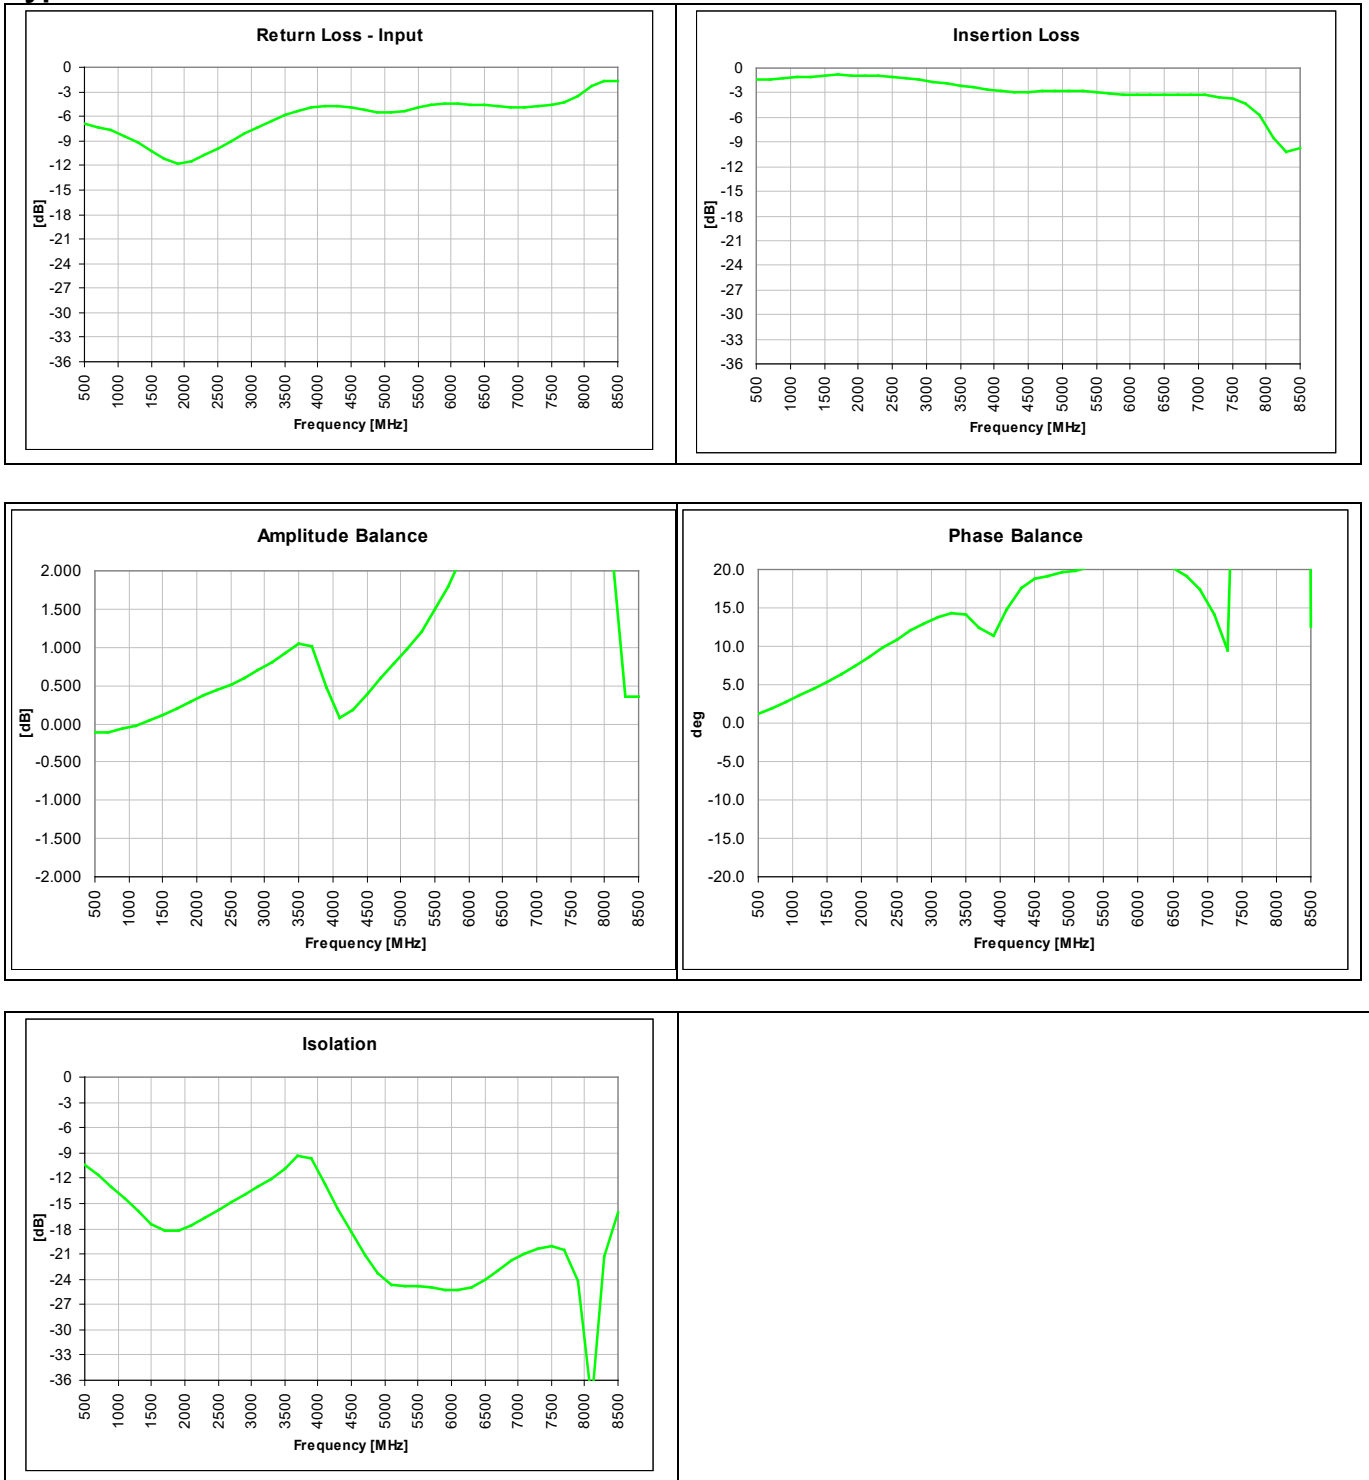 Return Loss - Input
0
-3
-6
-9
-12
-15
-18
-21
-24
-27
-30
-33
-36
[dB]
500 1000 1500 2000 2500 3000 3500 4000 4500 5000 5500 6000 6500 7000 7500 8000 8500
Frequency [MHz]
Insertion Loss
0
-3
-6
-9
-12
-15
-18
-21
-24
-27
-30
-33
-36
[dB]
500 1000 1500 2000 2500 3000 3500 4000 4500 5000 5500 6000 6500 7000 7500 8000 8500
Frequency [MHz]
Amplitude Balance
2.000
1.500
1.000
0.500
0.000
-0.500
-1.000
-1.500
-2.000
[dB]
500 1000 1500 2000 2500 3000 3500 4000 4500 5000 5500 6000 6500 7000 7500 8000 8500
Frequency [MHz]
Phase Balance
20.0
15.0
10.0
5.0
0.0
-5.0
-10.0
-15.0
-20.0
deg
500 1000 1500 2000 2500 3000 3500 4000 4500 5000 5500 6000 6500 7000 7500 8000 8500
Frequency [MHz]
Isolation
0
-3
-6
-9
-12
-15
-18
-21
-24
-27
-30
-33
-36
[dB]
500 1000 1500 2000 2500 3000 3500 4000 4500 5000 5500 6000 6500 7000 7500 8000 8500
Frequency [MHz]